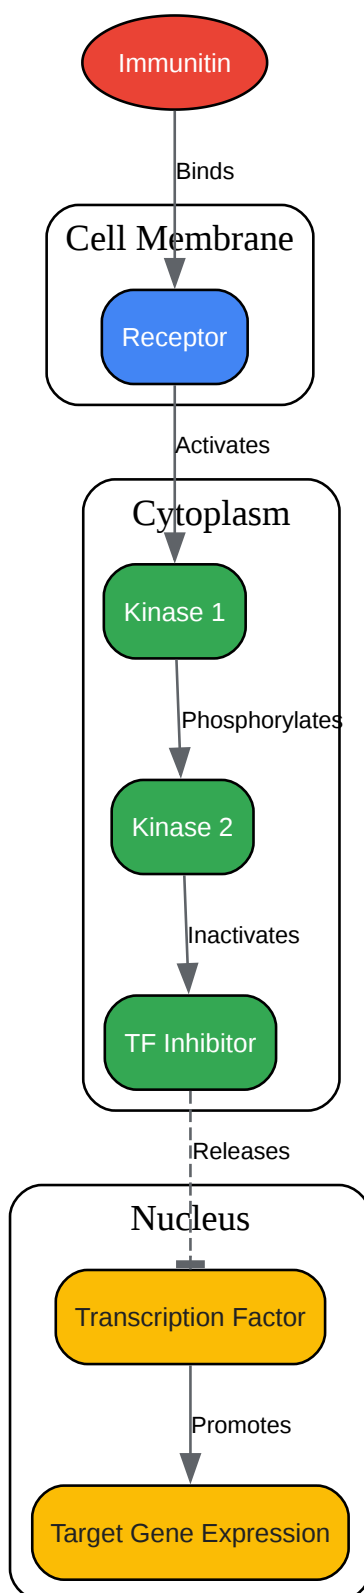 Immunitin
Binds
Cell Membrane
Receptor
Activates
Cytoplasm
Kinase 1
Phosphorylates
Kinase 2
Inactivates
TF Inhibitor
Releases
Nucleus
Transcription Factor
Promotes
Target Gene Expression